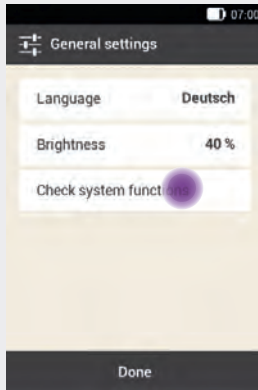 07:00
General settings
Language Deutsch
Brightness 40 %
Check system functions
Done